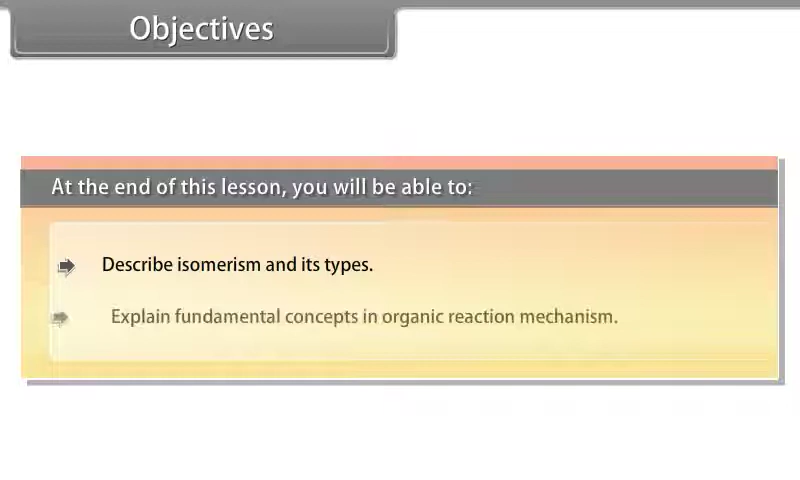 Objectives
At the end of this lesson, you will be able to:
Describe isomerism and its types.
Explain fundamental concepts in organic reaction mechanism.